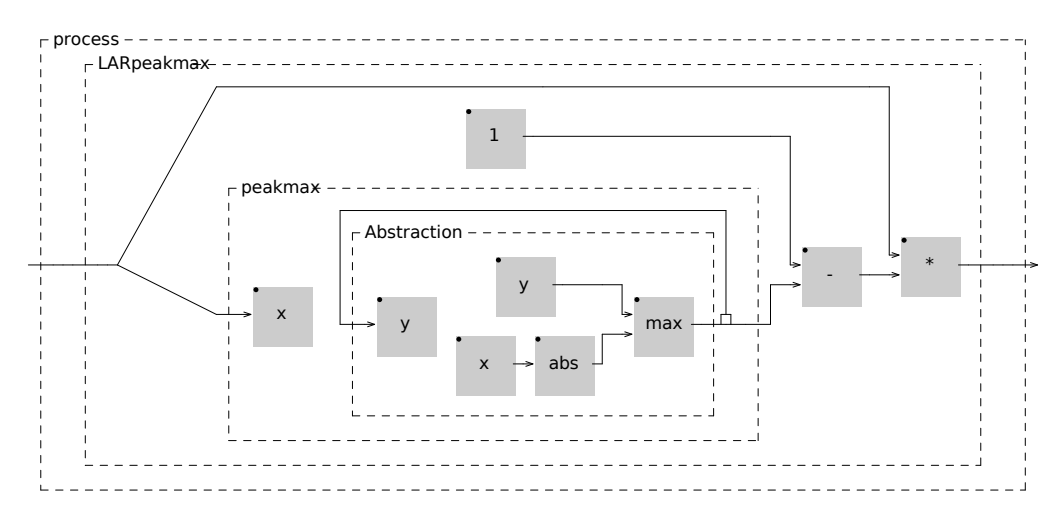 process
LARpeakmax
1
peakmax
Abstraction
*
-
y
x
y
max
x
abs